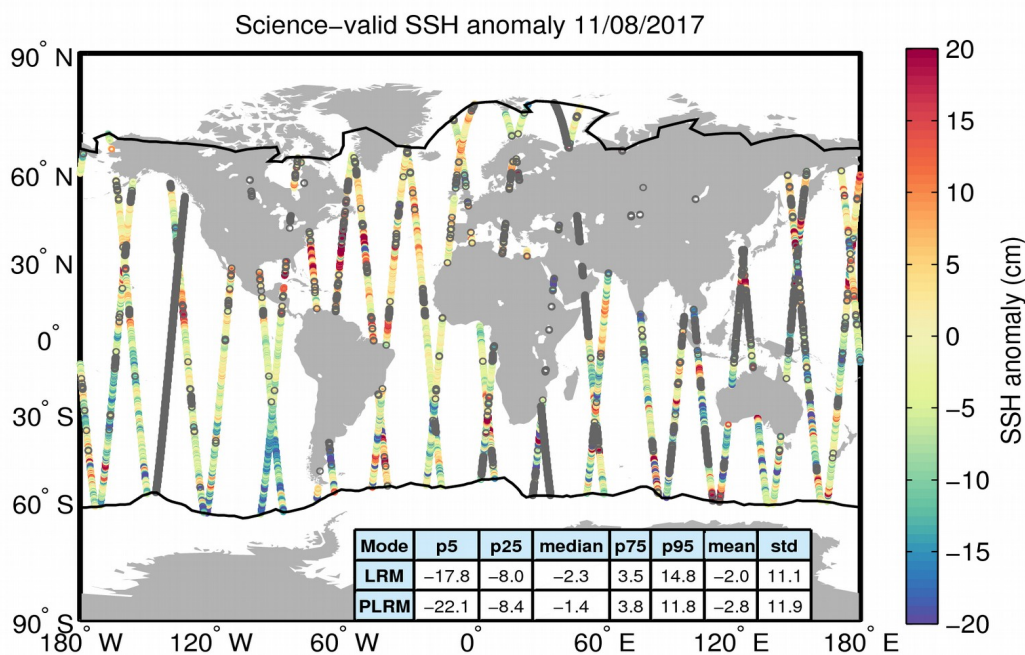 Science−valid SSH anomaly 11/08/2017
90° N
60° N
30° N
0°
30° S
60° S
90° S
180° W
120° W
60° W
0°
60° E
120° E
180° E
Mode p5 p25 median p75 p95 mean std
LRM −17.8 −8.0 −2.3 3.5 14.8 −2.0 11.1
PLRM −22.1 −8.4 −1.4 3.8 11.8 −2.8 11.9
20
15
10
5
0
−5
−10
−15
−20
SSH anomaly (cm)